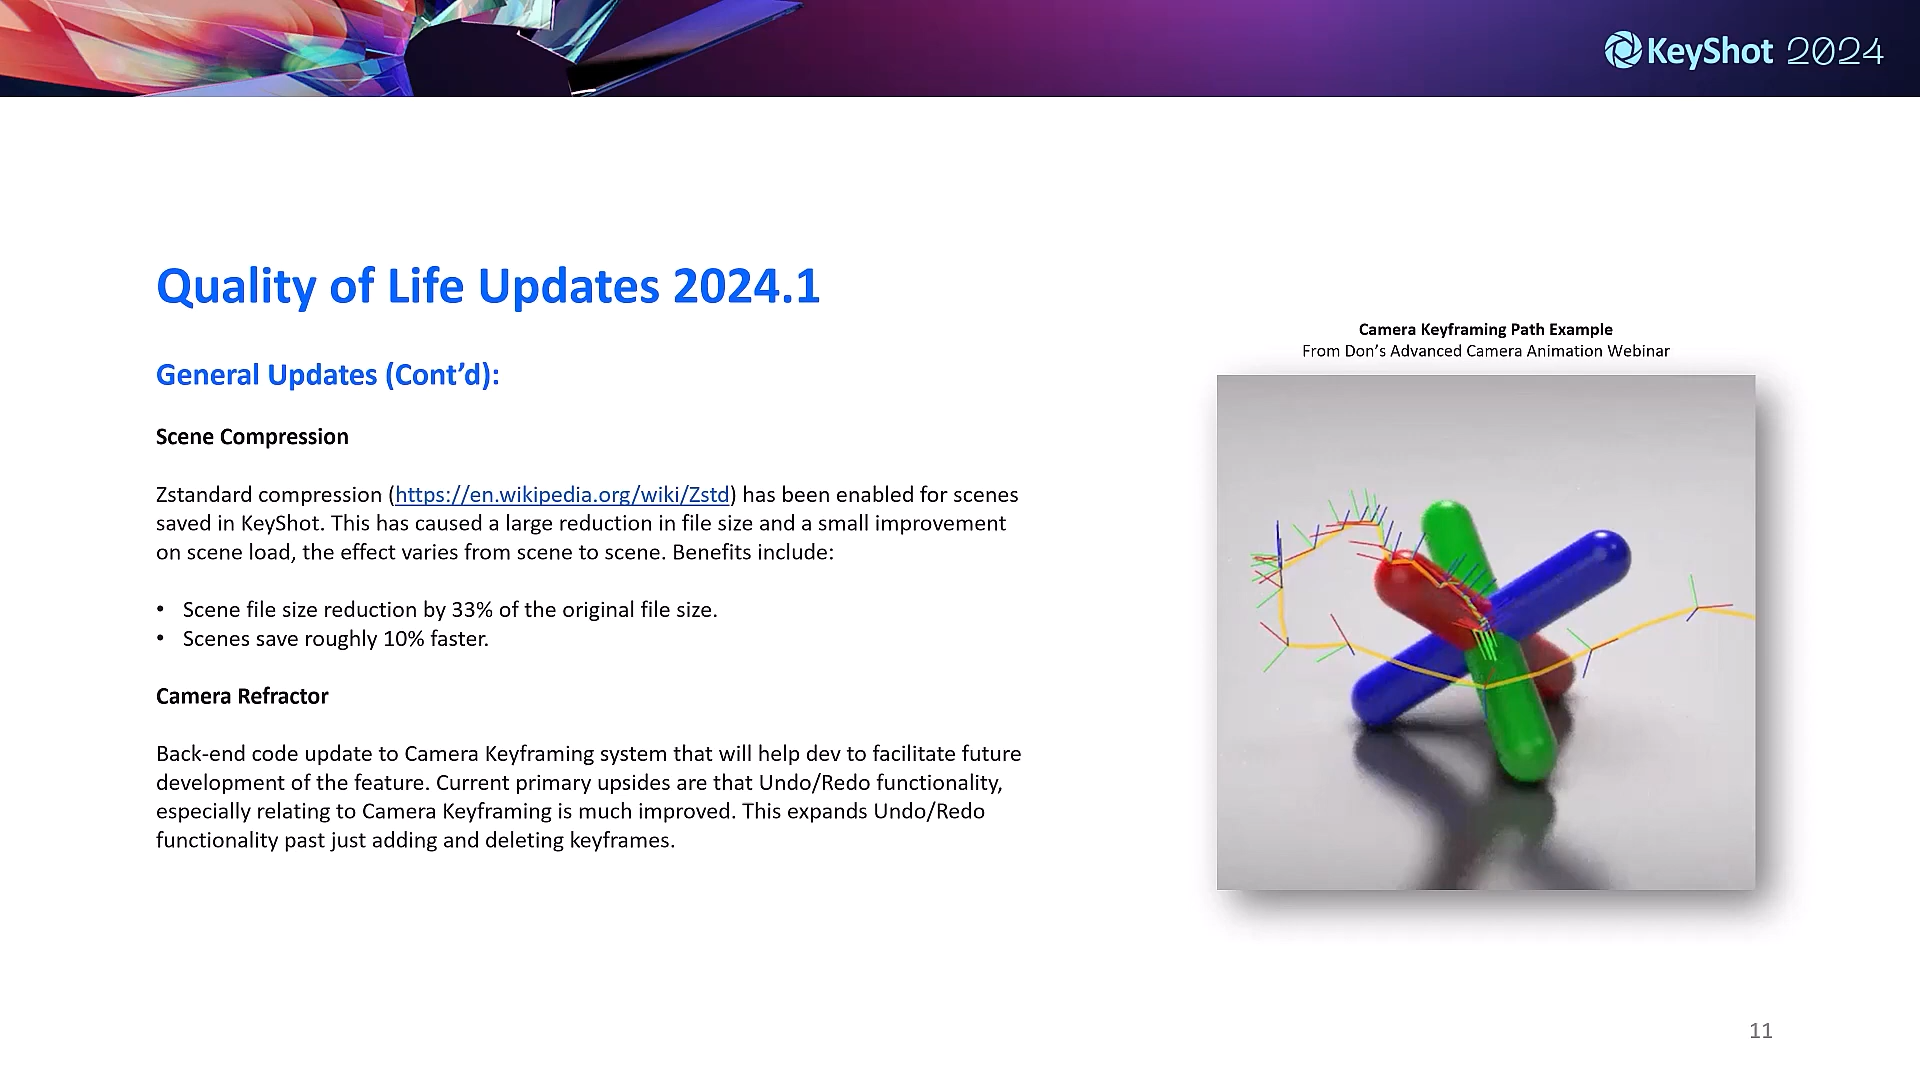 KeyShot 2024
Quality of Life Updates 2024.1
General Updates (Cont’d):
Scene Compression
Zstandard compression (https://en.wikipedia.org/wiki/Zstd) has been enabled for scenes
saved in KeyShot. This has caused a large reduction in file size and a small improvement
on scene load, the effect varies from scene to scene. Benefits include:
• Scene file size reduction by 33% of the original file size.
• Scenes save roughly 10% faster.
Camera Refractor
Back-end code update to Camera Keyframing system that will help dev to facilitate future
development of the feature. Current primary upsides are that Undo/Redo functionality,
especially relating to Camera Keyframing is much improved. This expands Undo/Redo
functionality past just adding and deleting keyframes.
Camera Keyframing Path Example
From Don’s Advanced Camera Animation Webinar
11